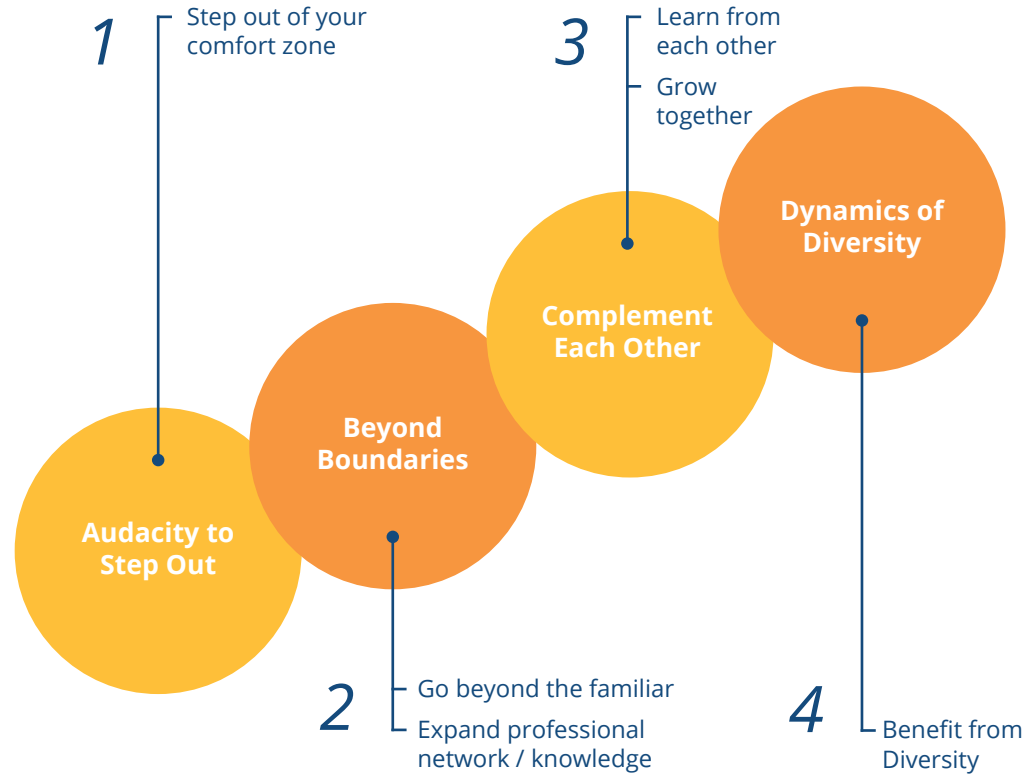 1
Step out of your
comfort zone
Audacity to
Step Out
2
Beyond
Boundaries
Go beyond the familiar
Expand professional
network / knowledge
3
Learn from
each other
Grow
together
Complement
Each Other
4
Dynamics of
Diversity
Benefit from
Diversity